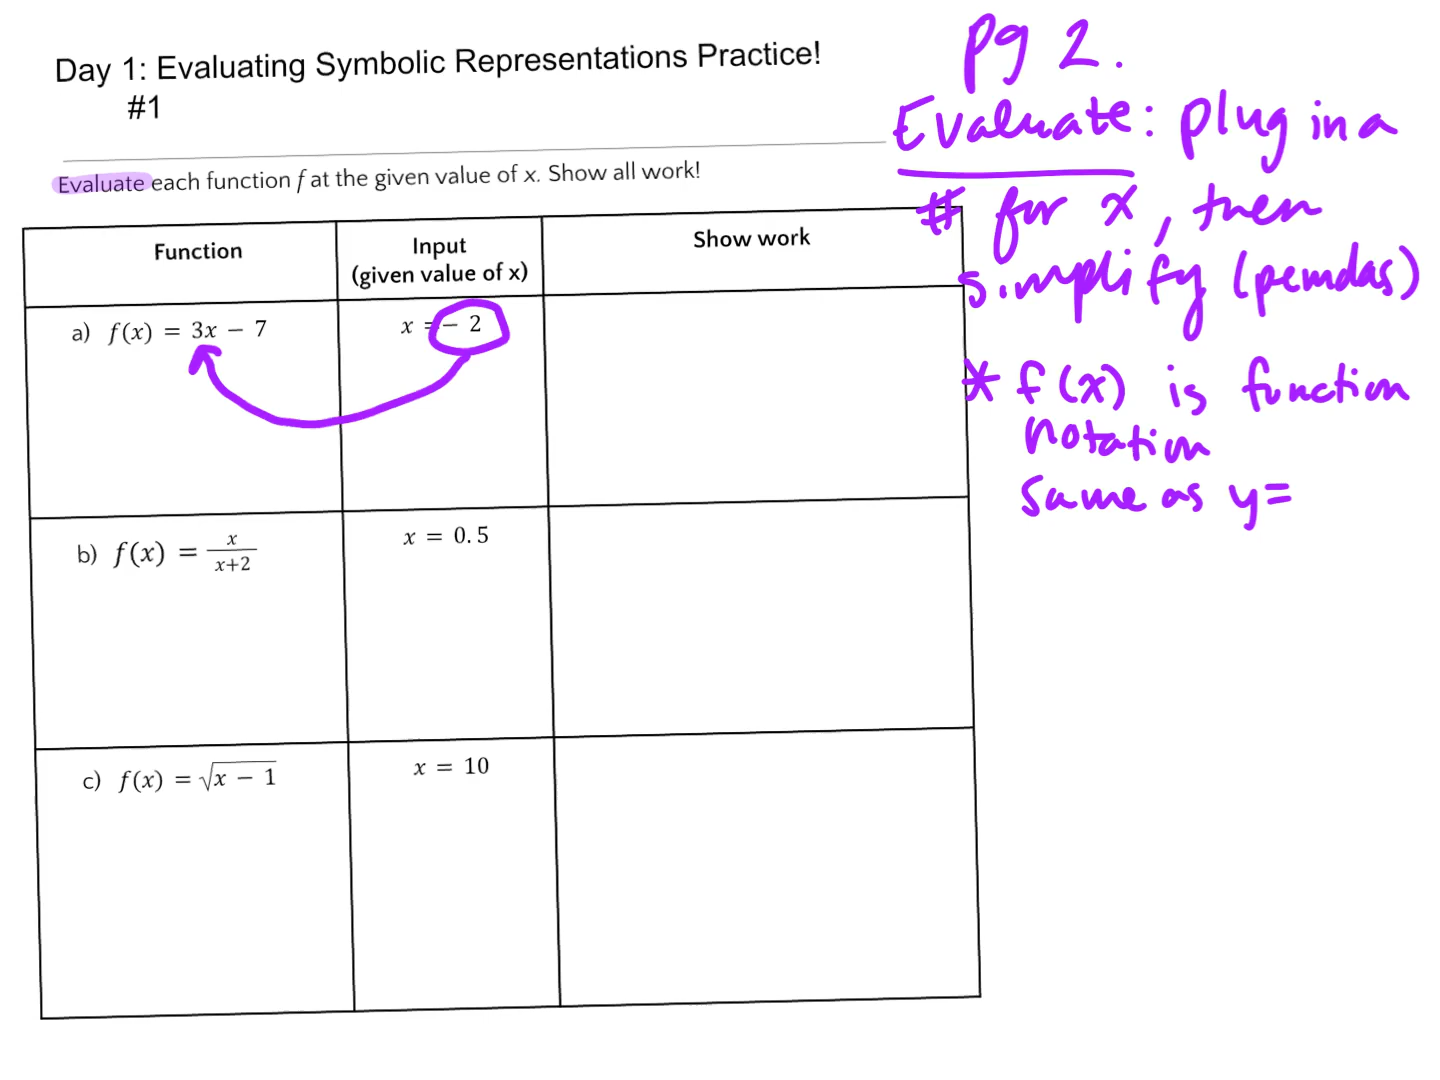 Day 1: Evaluating Symbolic Representations Practice!
#1
pg 2.
Evaluate: plug in a
# for x, then
simplify (pemdas)
* f(x) is function
notation
same as y=
Evaluate each function f at the given value of x. Show all work!
Function
Input
(given value of x)
Show work
a) f(x) = 3x − 7
x = − 2
b) f(x) = x/(x+2)
x = 0.5
c) f(x) = √(x − 1)
x = 10